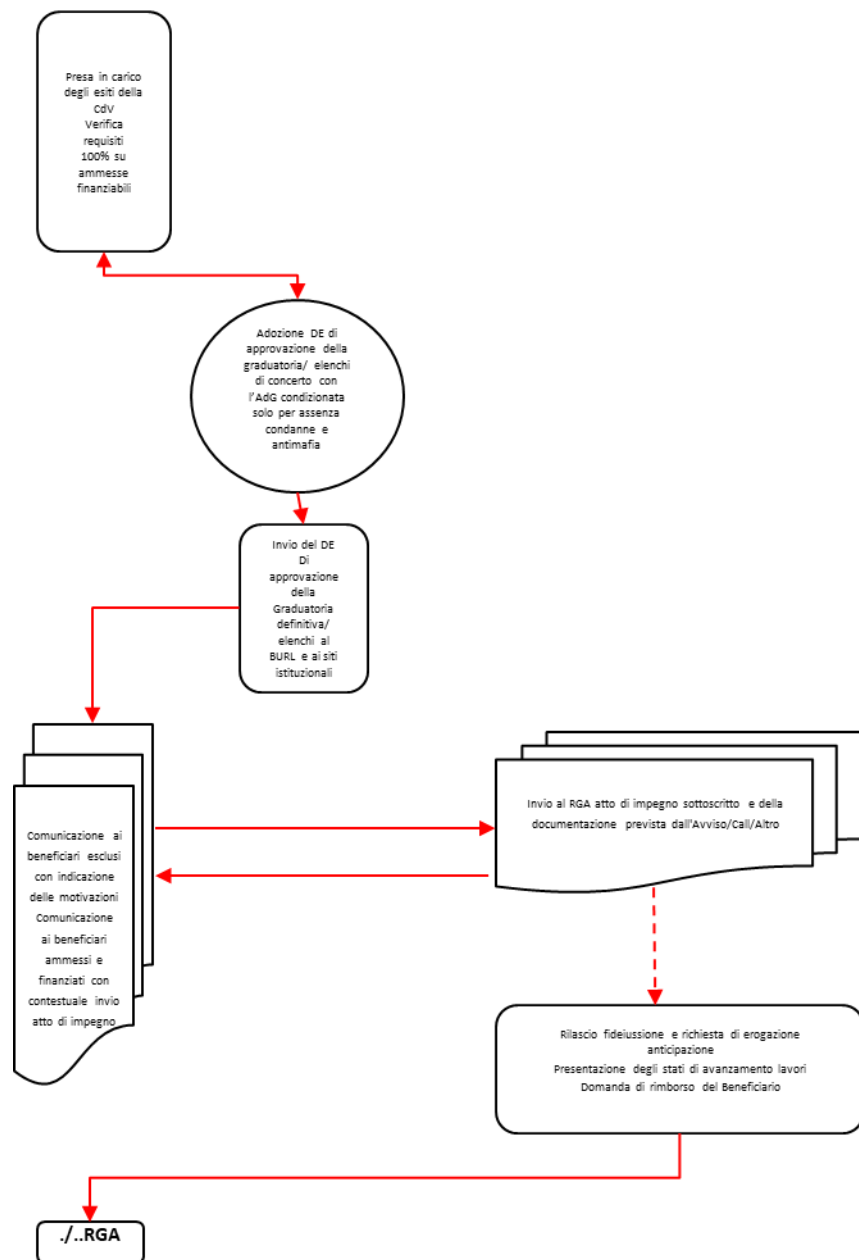 Presa in carico
degli esiti della
CdV
Verifica
requisiti
100% su
ammesse
finanziabili
Adozione DE di
approvazione della
graduatoria/ elenchi
di concerto con
l'AdG condizionata
solo per assenza
condanne e
antimafia
Invio del DE
Di
approvazione
della
Graduatoria
definitiva/
elenchi al
BURL e ai siti
istituzionali
Comunicazione ai
beneficiari esclusi
con indicazione
delle motivazioni
Comunicazione
ai beneficiari
ammessi e
finanziati con
contestuale invio
atto di impegno
Invio al RGA atto di impegno sottoscritto e della
documentazione prevista dall'Avviso/Call/Altro
Rilascio fideiussione e richiesta di erogazione
anticipazione
Presentazione degli stati di avanzamento lavori
Domanda di rimborso del Beneficiario
./..RGA